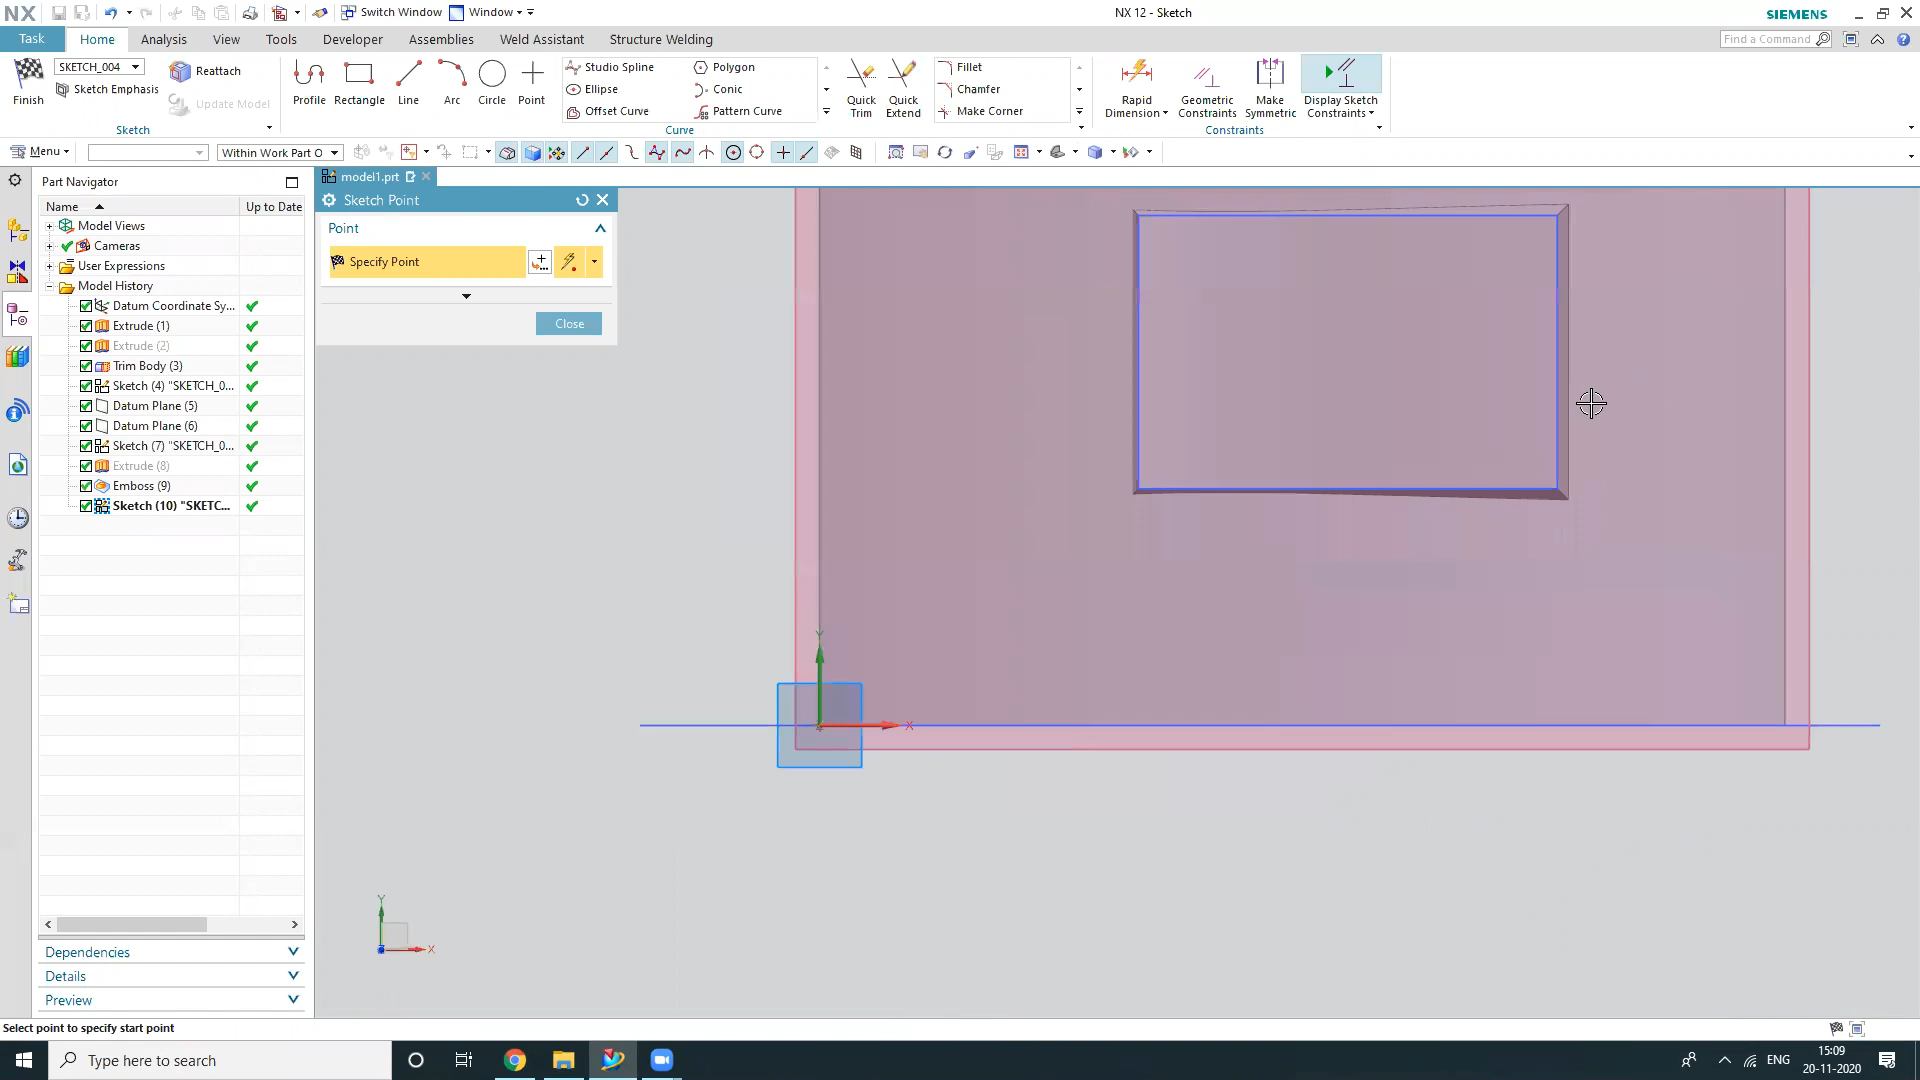 NX
Switch Window
Window
NX 12 - Sketch
SIEMENS
Task
Home
Analysis
View
Tools
Developer
Assemblies
Weld Assistant
Structure Welding
Find a Command
Finish
SKETCH_004
Sketch Emphasis
Reattach
Update Model
Profile
Rectangle
Line
Arc
Circle
Point
Studio Spline
Ellipse
Offset Curve
Polygon
Conic
Pattern Curve
Quick
Trim
Quick
Extend
Fillet
Chamfer
Make Corner
Rapid
Dimension
Geometric
Constraints
Make
Symmetric
Display Sketch
Constraints
Sketch
Curve
Constraints
Menu
Within Work Part O
Part Navigator
model1.prt
Name
Up to Date
Model Views
Cameras
User Expressions
Model History
Datum Coordinate Sy...
Extrude (1)
Extrude (2)
Trim Body (3)
Sketch (4) "SKETCH_0...
Datum Plane (5)
Datum Plane (6)
Sketch (7) "SKETCH_0...
Extrude (8)
Emboss (9)
Sketch (10) "SKETC...
Dependencies
Details
Preview
Sketch Point
Point
Specify Point
Close
Y
X
Y
X
Select point to specify start point
Type here to search
ENG
15:09
20-11-2020